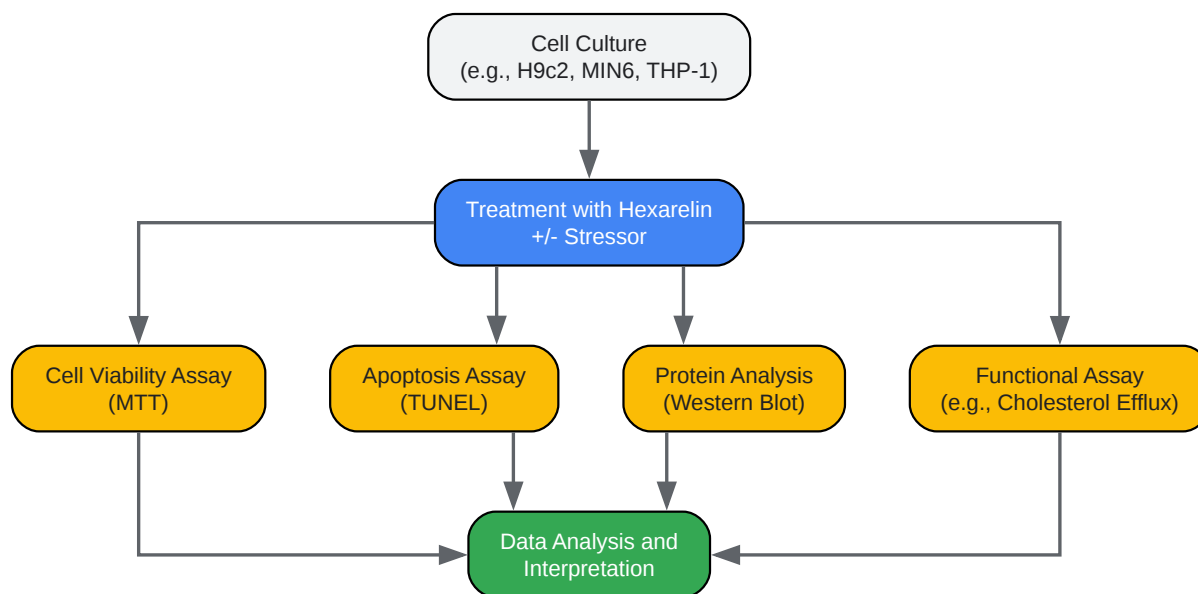 Cell Culture
(e.g., H9c2, MIN6, THP-1)
Treatment with Hexarelin
+/- Stressor
Cell Viability Assay
(MTT)
Apoptosis Assay
(TUNEL)
Protein Analysis
(Western Blot)
Functional Assay
(e.g., Cholesterol Efflux)
Data Analysis and
Interpretation